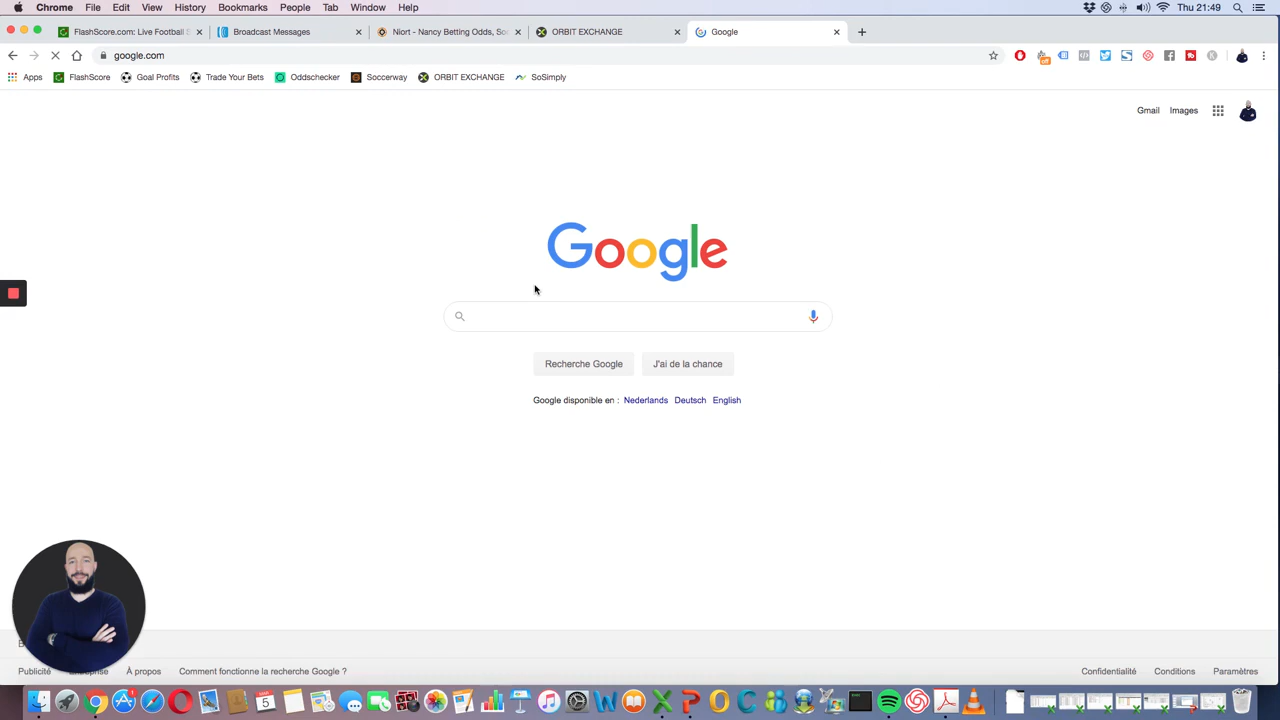 Chrome File Edit View History Bookmarks People Tab Window Help Thu 21:49
FlashScore.com: Live Football S Broadcast Messages Niort - Nancy Betting Odds, So ORBIT EXCHANGE Google
google.com off
Apps FlashScore Goal Profits Trade Your Bets Oddschecker Soccerway ORBIT EXCHANGE SoSimply
Gmail Images
Google
Recherche Google J'ai de la chance
Google disponible en : Nederlands Deutsch English
Publicité Entreprise À propos Comment fonctionne la recherche Google ? Confidentialité Conditions Paramètres